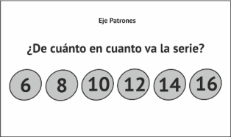 Eje Patrones
¿De cuánto en cuanto va la serie?
6 8 10 12 14 16